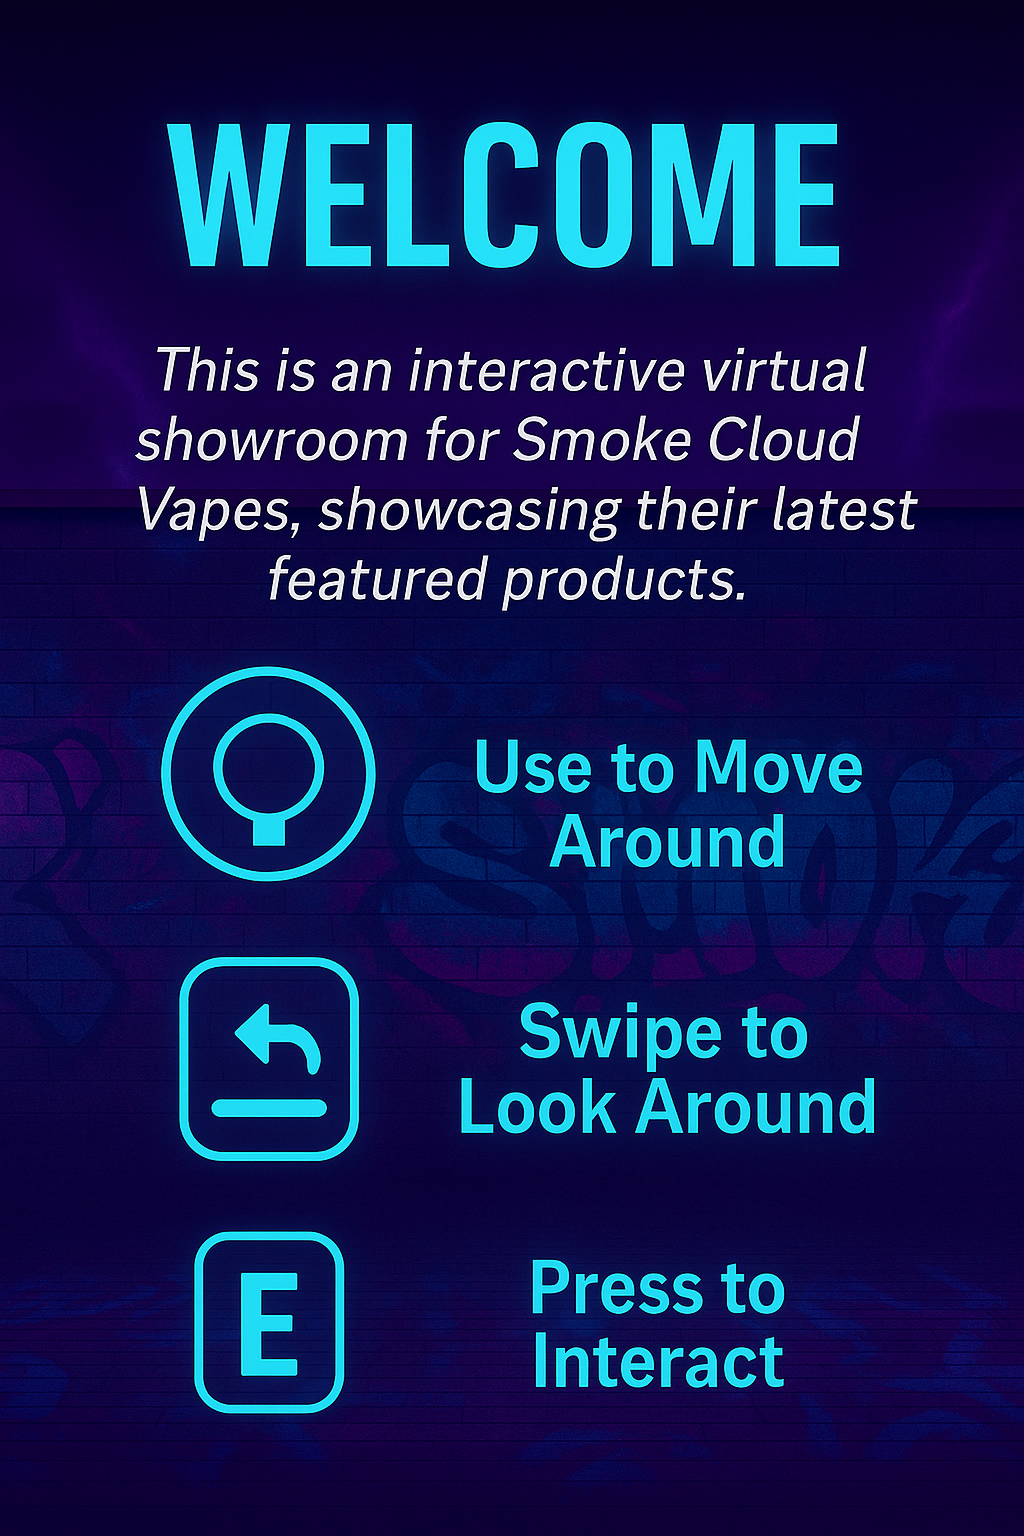 WELCOME
This is an interactive virtual
showroom for Smoke Cloud
Vapes, showcasing their latest
featured products.
Use to Move
Around
SMOK
Swipe to
Look Around
E
Press to
Interact